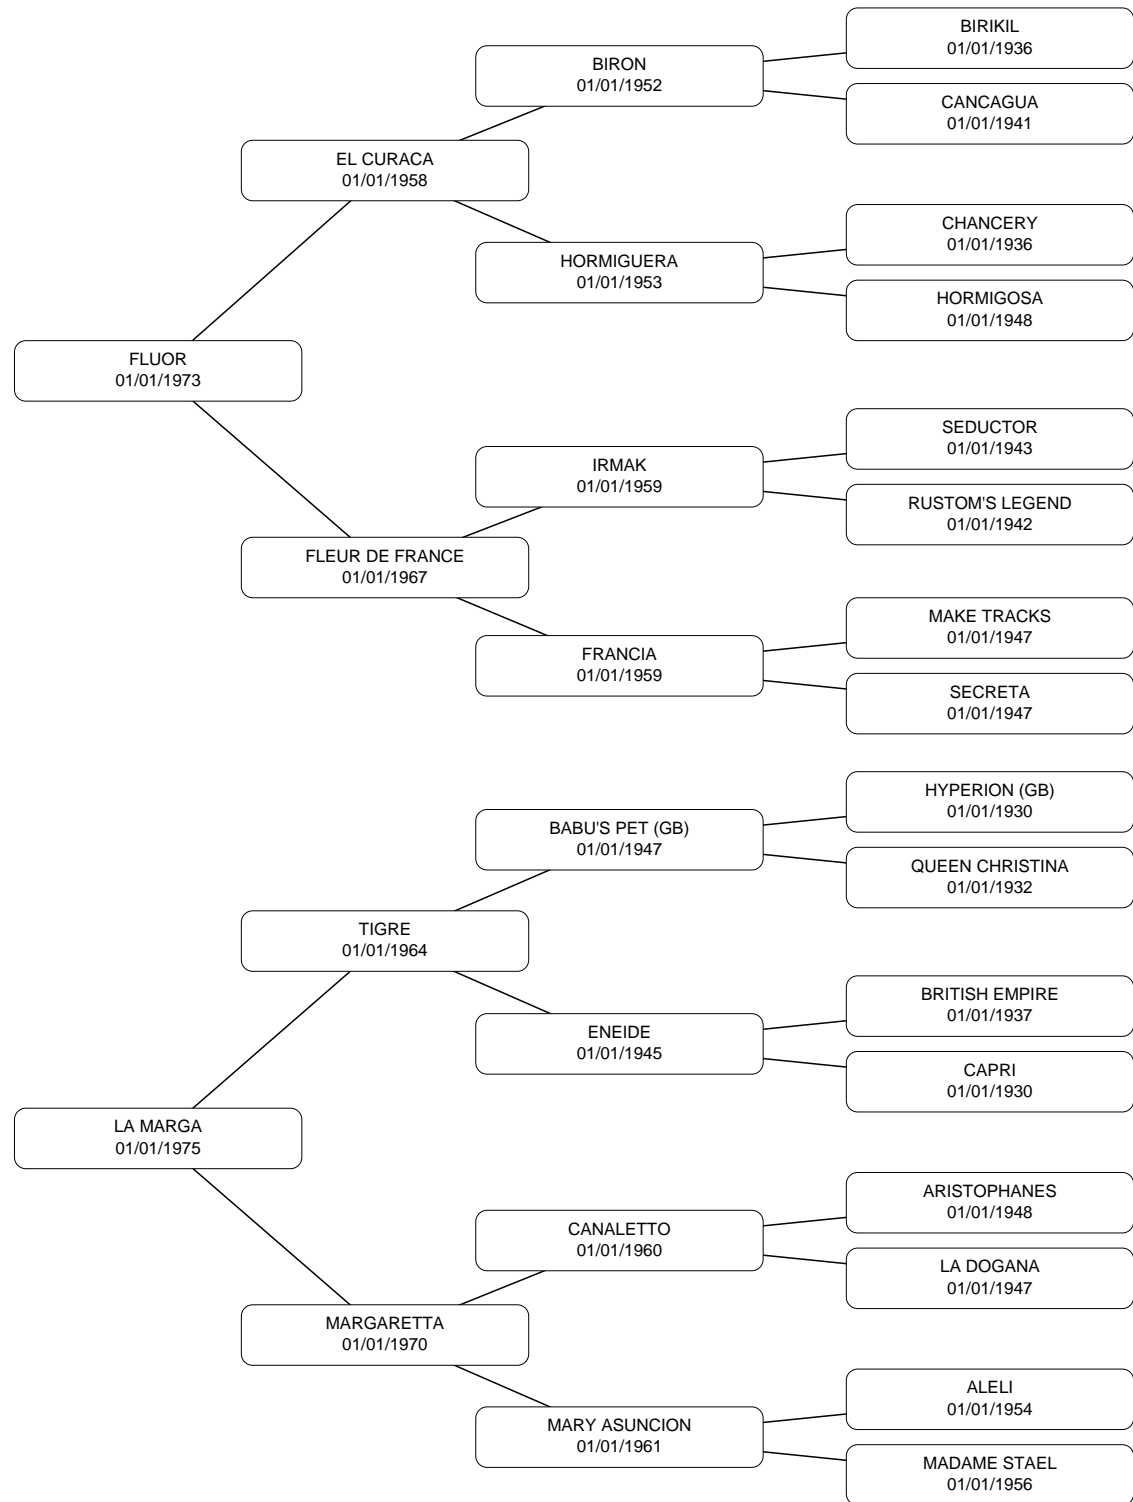 BIRIKIL
01/01/1936
BIRON
01/01/1952
CANCAGUA
01/01/1941
EL CURACA
01/01/1958
CHANCERY
01/01/1936
HORMIGUERA
01/01/1953
HORMIGOSA
01/01/1948
FLUOR
01/01/1973
SEDUCTOR
01/01/1943
IRMAK
01/01/1959
RUSTOM'S LEGEND
01/01/1942
FLEUR DE FRANCE
01/01/1967
MAKE TRACKS
01/01/1947
FRANCIA
01/01/1959
SECRETA
01/01/1947
HYPERION (GB)
01/01/1930
BABU'S PET (GB)
01/01/1947
QUEEN CHRISTINA
01/01/1932
TIGRE
01/01/1964
BRITISH EMPIRE
01/01/1937
ENEIDE
01/01/1945
CAPRI
01/01/1930
LA MARGA
01/01/1975
ARISTOPHANES
01/01/1948
CANALETTO
01/01/1960
LA DOGANA
01/01/1947
MARGARETTA
01/01/1970
ALELI
01/01/1954
MARY ASUNCION
01/01/1961
MADAME STAEL
01/01/1956